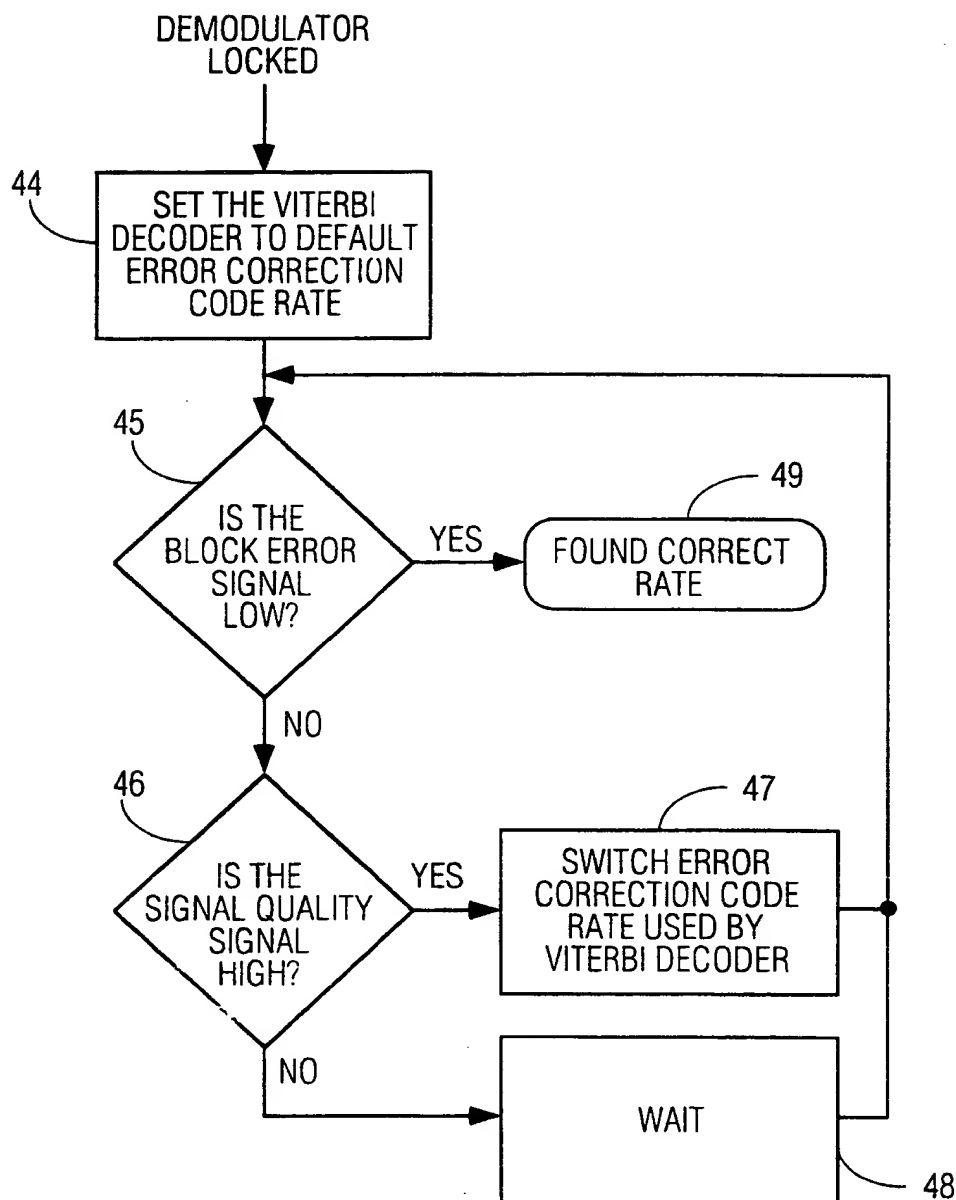 DEMODULATOR
LOCKED
44
SET THE VITERBI
DECODER TO DEFAULT
ERROR CORRECTION
CODE RATE
45
IS THE
BLOCK ERROR
SIGNAL
LOW?
YES
49
FOUND CORRECT
RATE
NO
46
IS THE
SIGNAL QUALITY
SIGNAL
HIGH?
YES
47
SWITCH ERROR
CORRECTION CODE
RATE USED BY
VITERBI DECODER
NO
WAIT
48